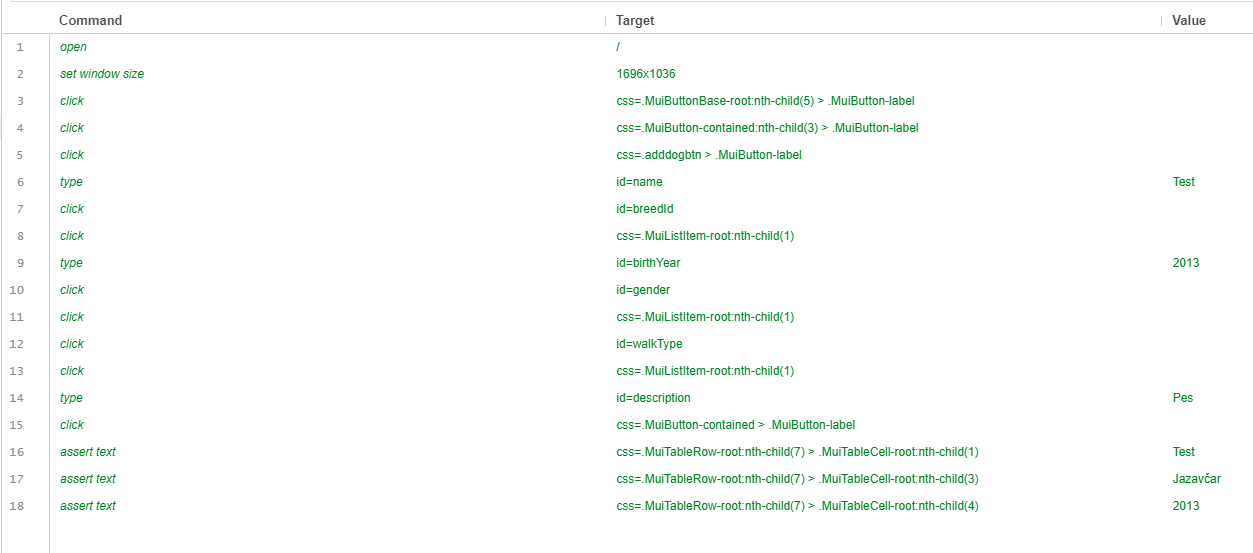 Command Target Value
1 open /
2 set window size 1696x1036
3 click css=.MuiButtonBase-root:nth-child(5) > .MuiButton-label
4 click css=.MuiButton-contained:nth-child(3) > .MuiButton-label
5 click css=.adddogbtn > .MuiButton-label
6 type id=name Test
7 click id=breedId
8 click css=.MuiListItem-root:nth-child(1)
9 type id=birthYear 2013
10 click id=gender
11 click css=.MuiListItem-root:nth-child(1)
12 click id=walkType
13 click css=.MuiListItem-root:nth-child(1)
14 type id=description Pes
15 click css=.MuiButton-contained > .MuiButton-label
16 assert text css=.MuiTableRow-root:nth-child(7) > .MuiTableCell-root:nth-child(1) Test
17 assert text css=.MuiTableRow-root:nth-child(7) > .MuiTableCell-root:nth-child(3) Jazavčar
18 assert text css=.MuiTableRow-root:nth-child(7) > .MuiTableCell-root:nth-child(4) 2013